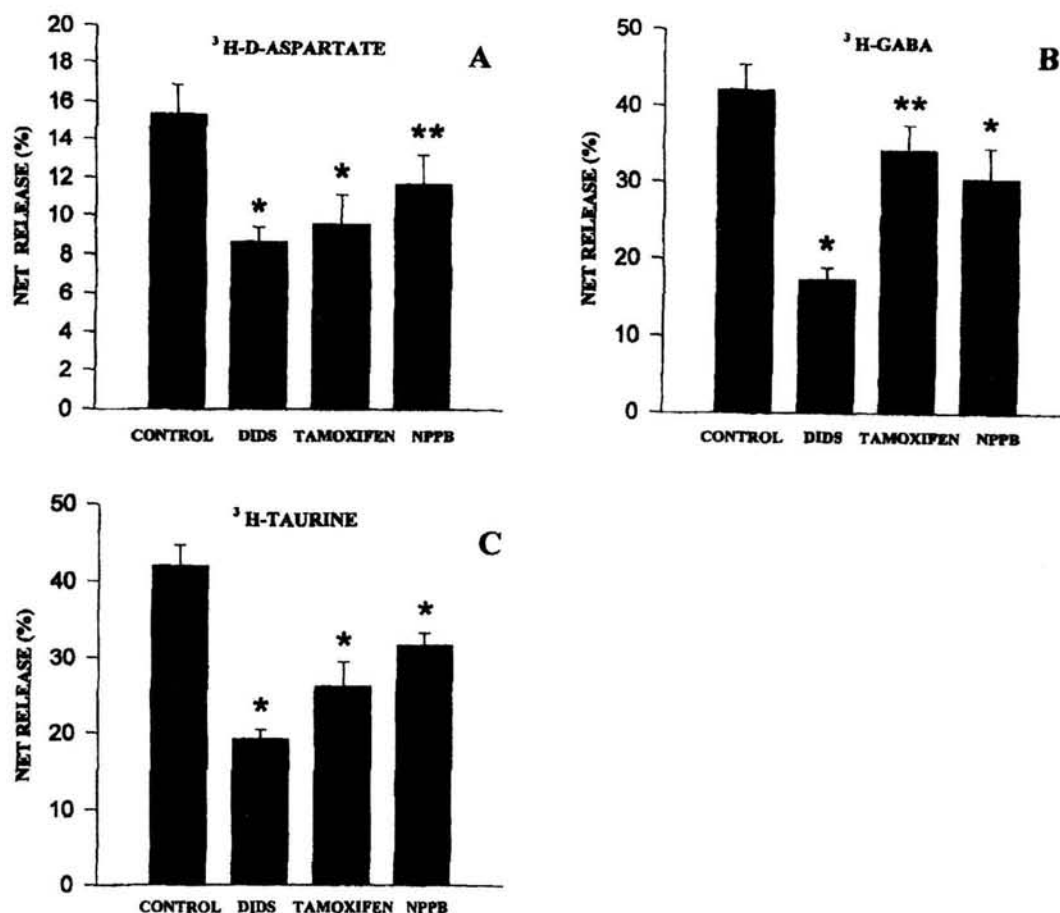 ³H-D-ASPARTATE
A
NET RELEASE (%)
20
18
16
14
12
10
8
6
4
2
0
* * **
CONTROL DIDS TAMOXIFEN NPPB
³H-GABA
B
NET RELEASE (%)
50
40
30
20
10
0
* ** *
CONTROL DIDS TAMOXIFEN NPPB
³H-TAURINE
C
NET RELEASE (%)
50
40
30
20
10
0
* * *
CONTROL DIDS TAMOXIFEN NPPB